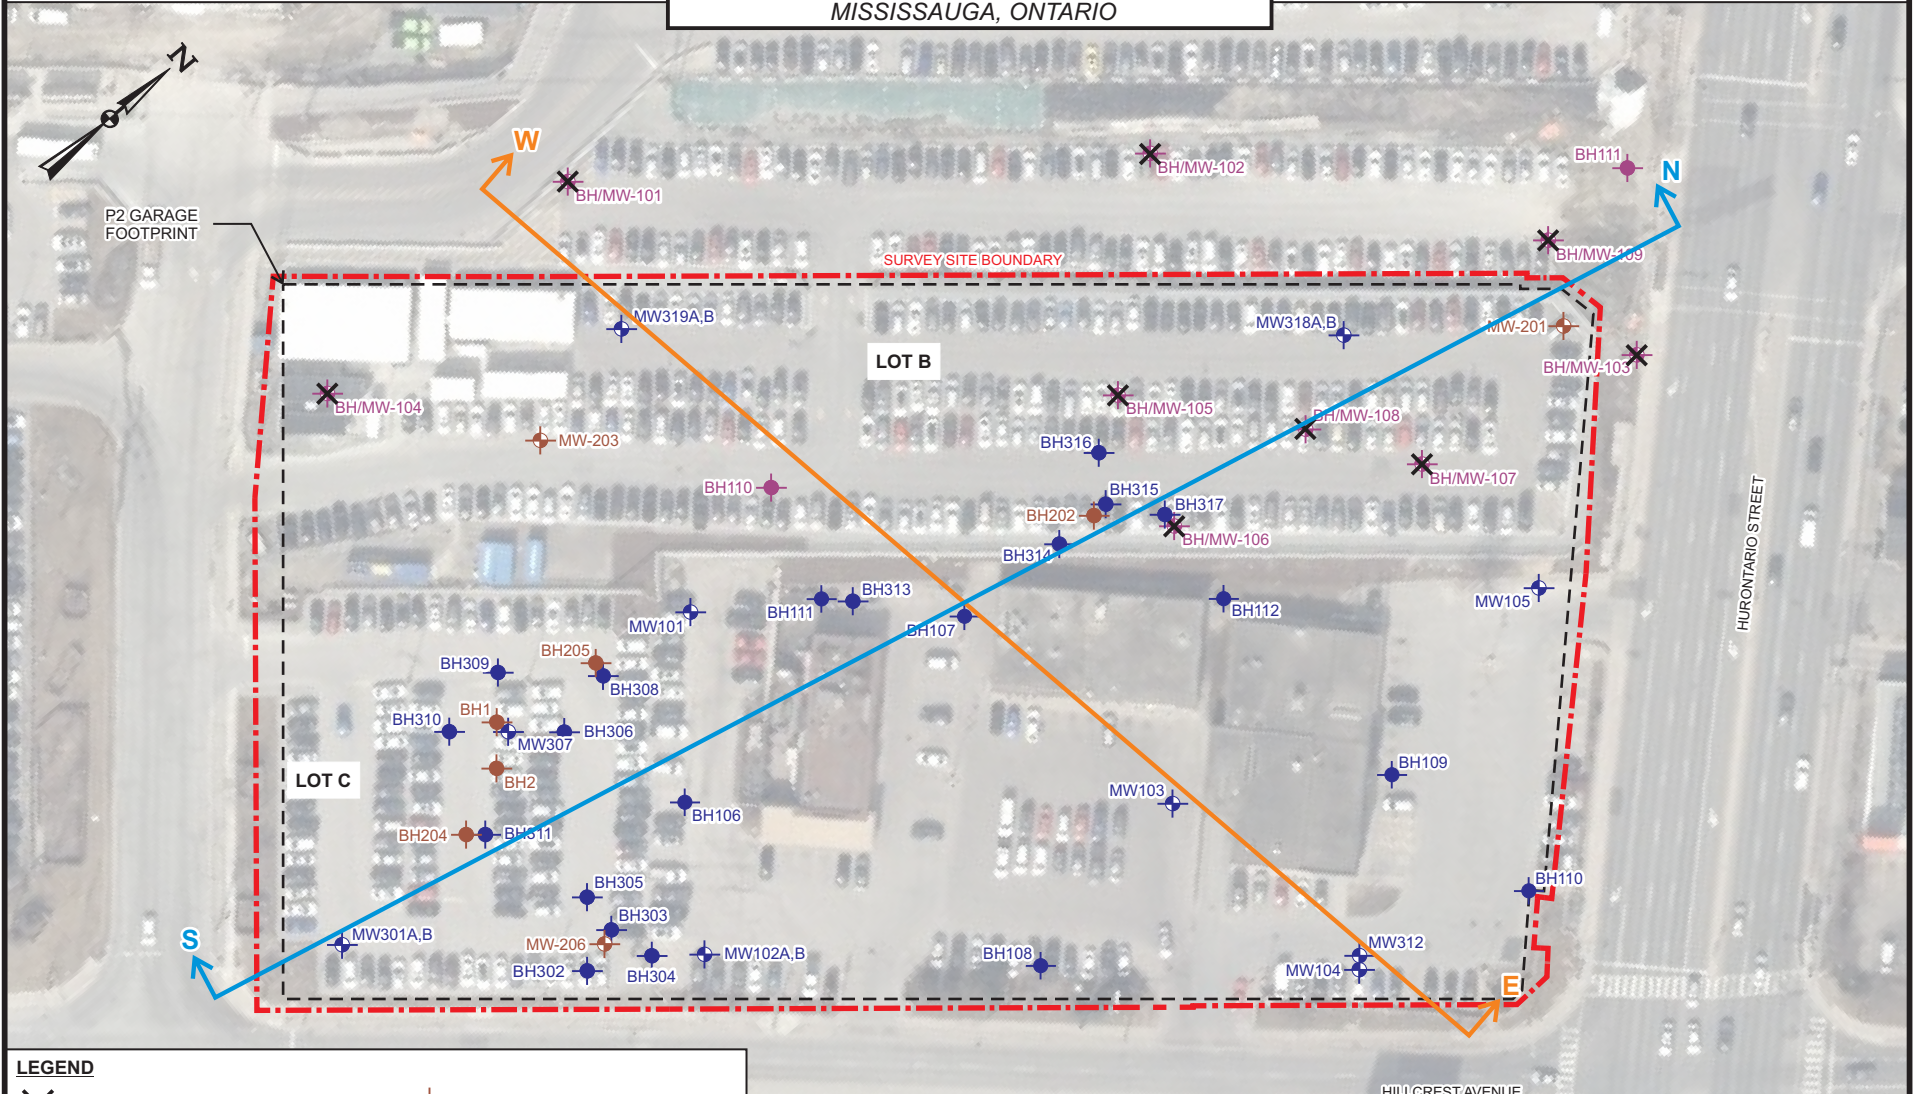 MISSISSAUGA, ONTARIO
N
W
BH/MW-101
BH/MW-102
BH111
N
P2 GARAGE
FOOTPRINT
BH/MW-109
SURVEY SITE BOUNDARY
MW319A,B
MW318A,B
MW-201
LOT B
BH/MW-103
BH/MW-104
BH/MW-105
BH/MW-108
MW-203
BH316
BH/MW-107
BH110
BH315
BH202
BH317
BH/MW-106
BH314
HURONTARIO STREET
BH313
BH111
BH112
MW105
MW101
BH107
BH205
BH309
BH308
BH1
BH310
MW307
BH306
LOT C
BH2
BH109
MW103
BH106
BH204
BH311
BH305
BH110
BH303
MW301A,B
S
MW-206
MW102A,B
BH108
MW312
BH302
BH304
MW104
E
LEGEND
HILLCREST AVENUE